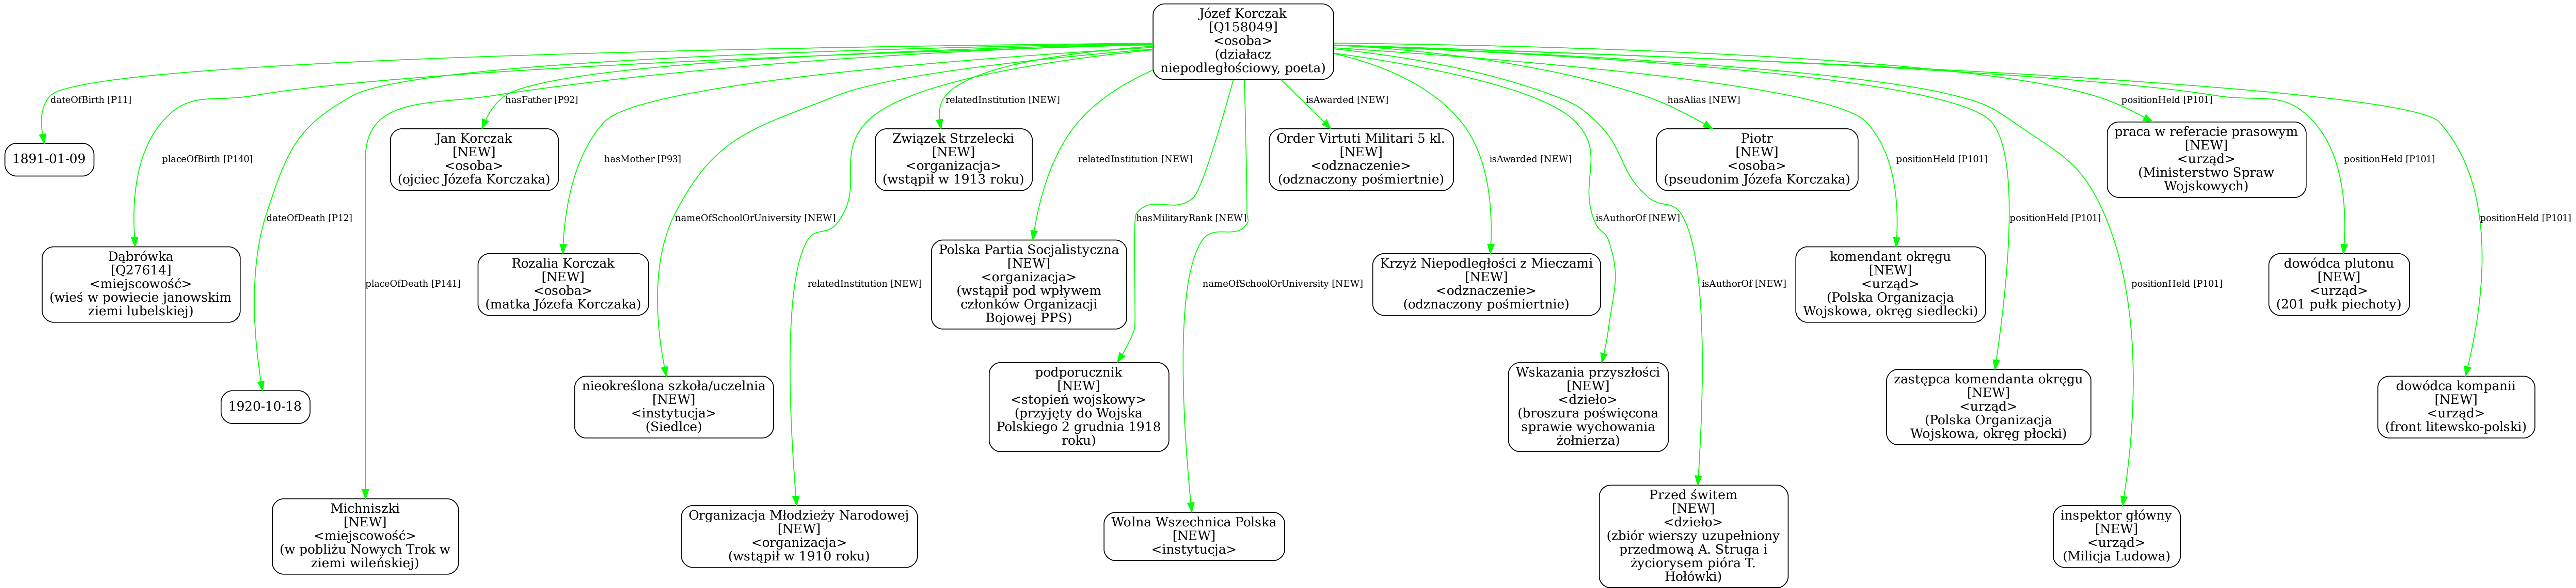 Józef Korczak
[Q158049]
<osoba>
(działacz
niepodległościowy, poeta)
dateOfBirth [P11]
hasFather [P92]
relatedInstitution [NEW]
isAwarded [NEW]
hasAlias [NEW]
positionHeld [P101]
1891-01-09
Jan Korczak
[NEW]
<osoba>
(ojciec Józefa Korczaka)
Związek Strzelecki
[NEW]
<organizacja>
(wstąpił w 1913 roku)
Order Virtuti Militari 5 kl.
[NEW]
<odznaczenie>
(odznaczony pośmiertnie)
Piotr
[NEW]
<osoba>
(pseudonim Józefa Korczaka)
praca w referacie prasowym
[NEW]
<urząd>
(Ministerstwo Spraw
Wojskowych)
placeOfBirth [P140]
hasMother [P93]
relatedInstitution [NEW]
isAwarded [NEW]
positionHeld [P101]
positionHeld [P101]
dateOfDeath [P12]
nameOfSchoolOrUniversity [NEW]
hasMilitaryRank [NEW]
isAuthorOf [NEW]
positionHeld [P101]
positionHeld [P101]
Dąbrówka
[Q27614]
<miejscowość>
(wieś w powiecie janowskim
ziemi lubelskiej)
Rozalia Korczak
[NEW]
<osoba>
(matka Józefa Korczaka)
Polska Partia Socjalistyczna
[NEW]
<organizacja>
(wstąpił pod wpływem
członków Organizacji
Bojowej PPS)
Krzyż Niepodległości z Mieczami
[NEW]
<odznaczenie>
(odznaczony pośmiertnie)
komendant okręgu
[NEW]
<urząd>
(Polska Organizacja
Wojskowa, okręg siedlecki)
dowódca plutonu
[NEW]
<urząd>
(201 pułk piechoty)
placeOfDeath [P141]
relatedInstitution [NEW]
nameOfSchoolOrUniversity [NEW]
isAuthorOf [NEW]
positionHeld [P101]
1920-10-18
nieokreślona szkoła/uczelnia
[NEW]
<instytucja>
(Siedlce)
podporucznik
[NEW]
<stopień wojskowy>
(przyjęty do Wojska
Polskiego 2 grudnia 1918
roku)
Wskazania przyszłości
[NEW]
<dzieło>
(broszura poświęcona
sprawie wychowania
żołnierza)
zastępca komendanta okręgu
[NEW]
<urząd>
(Polska Organizacja
Wojskowa, okręg płocki)
dowódca kompanii
[NEW]
<urząd>
(front litewsko-polski)
Michniszki
[NEW]
<miejscowość>
(w pobliżu Nowych Trok w
ziemi wileńskiej)
Organizacja Młodzieży Narodowej
[NEW]
<organizacja>
(wstąpił w 1910 roku)
Wolna Wszechnica Polska
[NEW]
<instytucja>
Przed świtem
[NEW]
<dzieło>
(zbiór wierszy uzupełniony
przedmową A. Struga i
życiorysem pióra T.
Hołówki)
inspektor główny
[NEW]
<urząd>
(Milicja Ludowa)